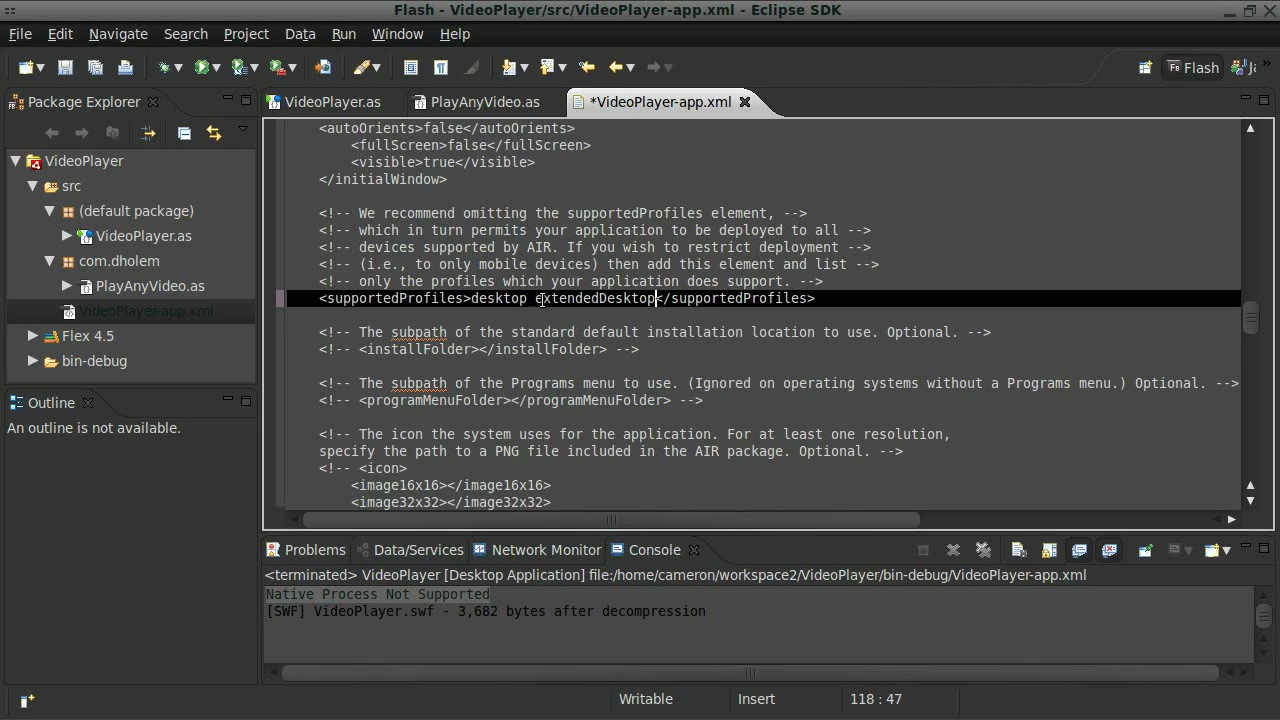 Flash - VideoPlayer/src/VideoPlayer-app.xml - Eclipse SDK
File Edit Navigate Search Project Data Run Window Help
Flash
Package Explorer
VideoPlayer.as
PlayAnyVideo.as
*VideoPlayer-app.xml
VideoPlayer
src
(default package)
VideoPlayer.as
com.dholem
PlayAnyVideo.as
VideoPlayer-app.xml
Flex 4.5
bin-debug
Outline
An outline is not available.
<autoOrients>false</autoOrients>
<fullScreen>false</fullScreen>
<visible>true</visible>
</initialWindow>
<!-- We recommend omitting the supportedProfiles element, -->
<!-- which in turn permits your application to be deployed to all -->
<!-- devices supported by AIR. If you wish to restrict deployment -->
<!-- (i.e., to only mobile devices) then add this element and list -->
<!-- only the profiles which your application does support. -->
<supportedProfiles>desktop extendedDesktop</supportedProfiles>
<!-- The subpath of the standard default installation location to use. Optional. -->
<!-- <installFolder></installFolder> -->
<!-- The subpath of the Programs menu to use. (Ignored on operating systems without a Programs menu.) Optional. -->
<!-- <programMenuFolder></programMenuFolder> -->
<!-- The icon the system uses for the application. For at least one resolution,
specify the path to a PNG file included in the AIR package. Optional. -->
<!-- <icon>
<image16x16></image16x16>
<image32x32></image32x32>
Problems Data/Services Network Monitor Console
<terminated> VideoPlayer [Desktop Application] file:/home/cameron/workspace2/VideoPlayer/bin-debug/VideoPlayer-app.xml
Native Process Not Supported
[SWF] VideoPlayer.swf - 3,682 bytes after decompression
Writable Insert 118 : 47